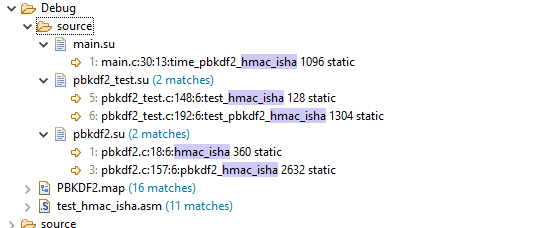 Debug
source
main.su
1: main.c:30:13:time_pbkdf2_hmac_isha 1096 static
pbkdf2_test.su (2 matches)
5: pbkdf2_test.c:148:6:test_hmac_isha 128 static
6: pbkdf2_test.c:192:6:test_pbkdf2_hmac_isha 1304 static
pbkdf2.su (2 matches)
1: pbkdf2.c:18:6:hmac_isha 360 static
3: pbkdf2.c:157:6:pbkdf2_hmac_isha 2632 static
PBKDF2.map (16 matches)
test_hmac_isha.asm (11 matches)
source